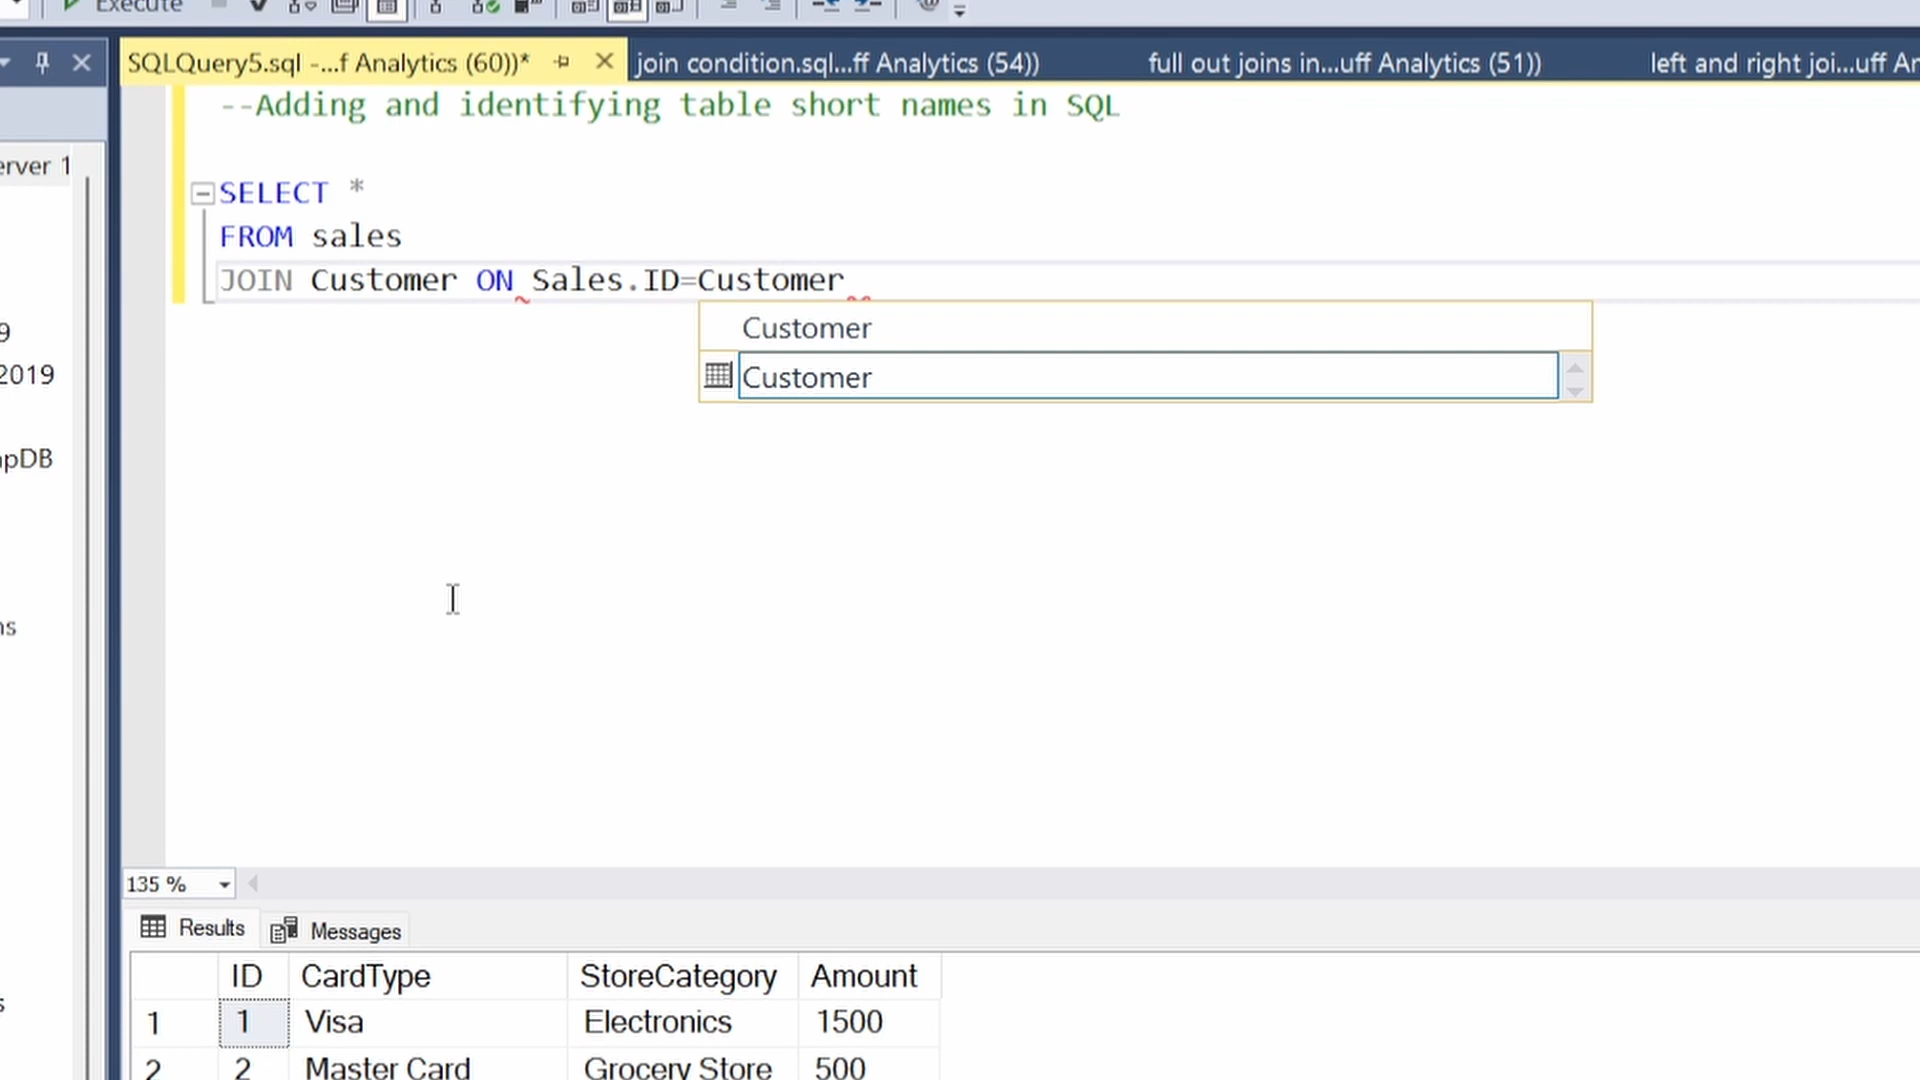 Execute
SQLQuery5.sql -...f Analytics (60))*
join condition.sql...ff Analytics (54))
full out joins in...uff Analytics (51))
left and right joi...uff An
erver 1
9
2019
pDB
ns
s
--Adding and identifying table short names in SQL
SELECT *
FROM sales
JOIN Customer ON Sales.ID=Customer
Customer
Customer
135 %
Results Messages
ID CardType StoreCategory Amount
1 1 Visa Electronics 1500
2 2 Master Card Grocery Store 500